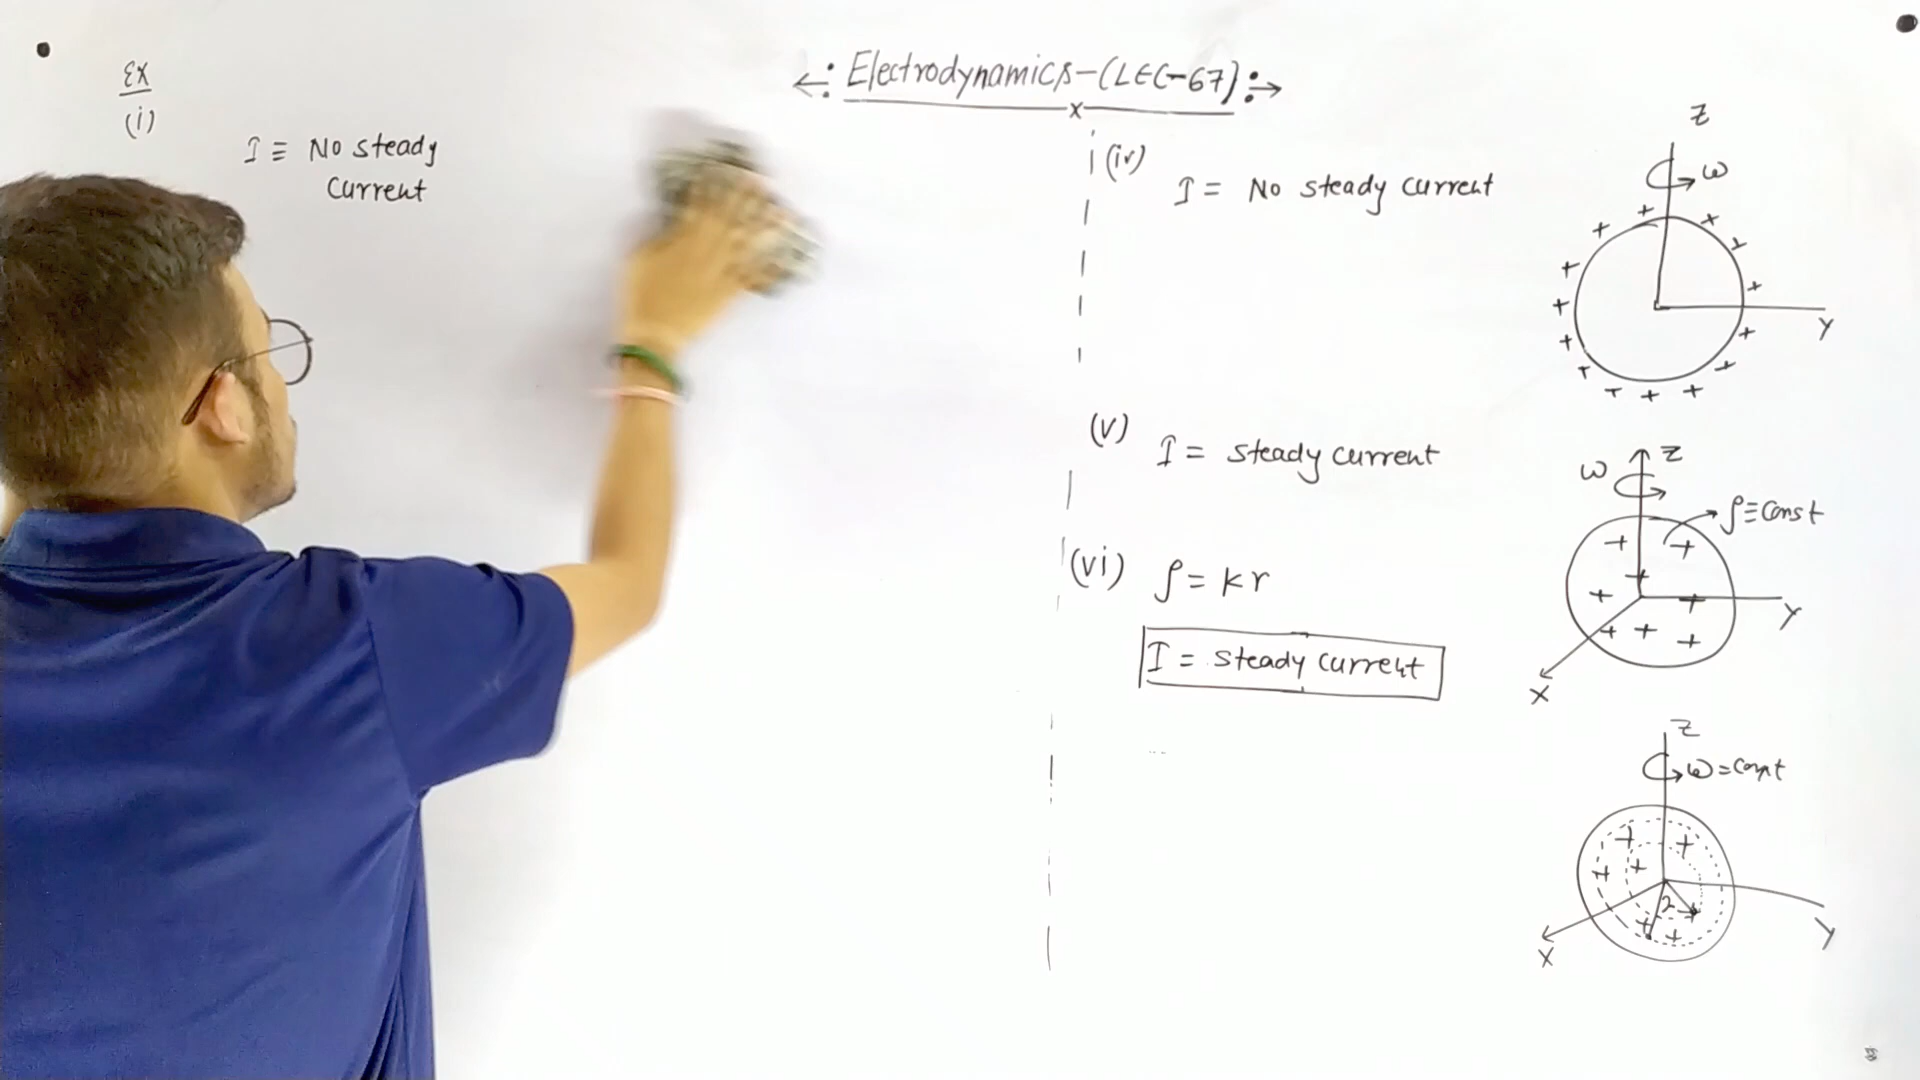 ←: Electrodynamics-(LEC-67) :→
x
Ex
(i)
I ≡ No steady
Current
(iv)
I = No steady current
Z
ω
Y
(v)
I = steady current
ω
Z
ρ≡Const
Y
X
(vi)
ρ = kr
I = steady current
Z
ω=const
Y
X